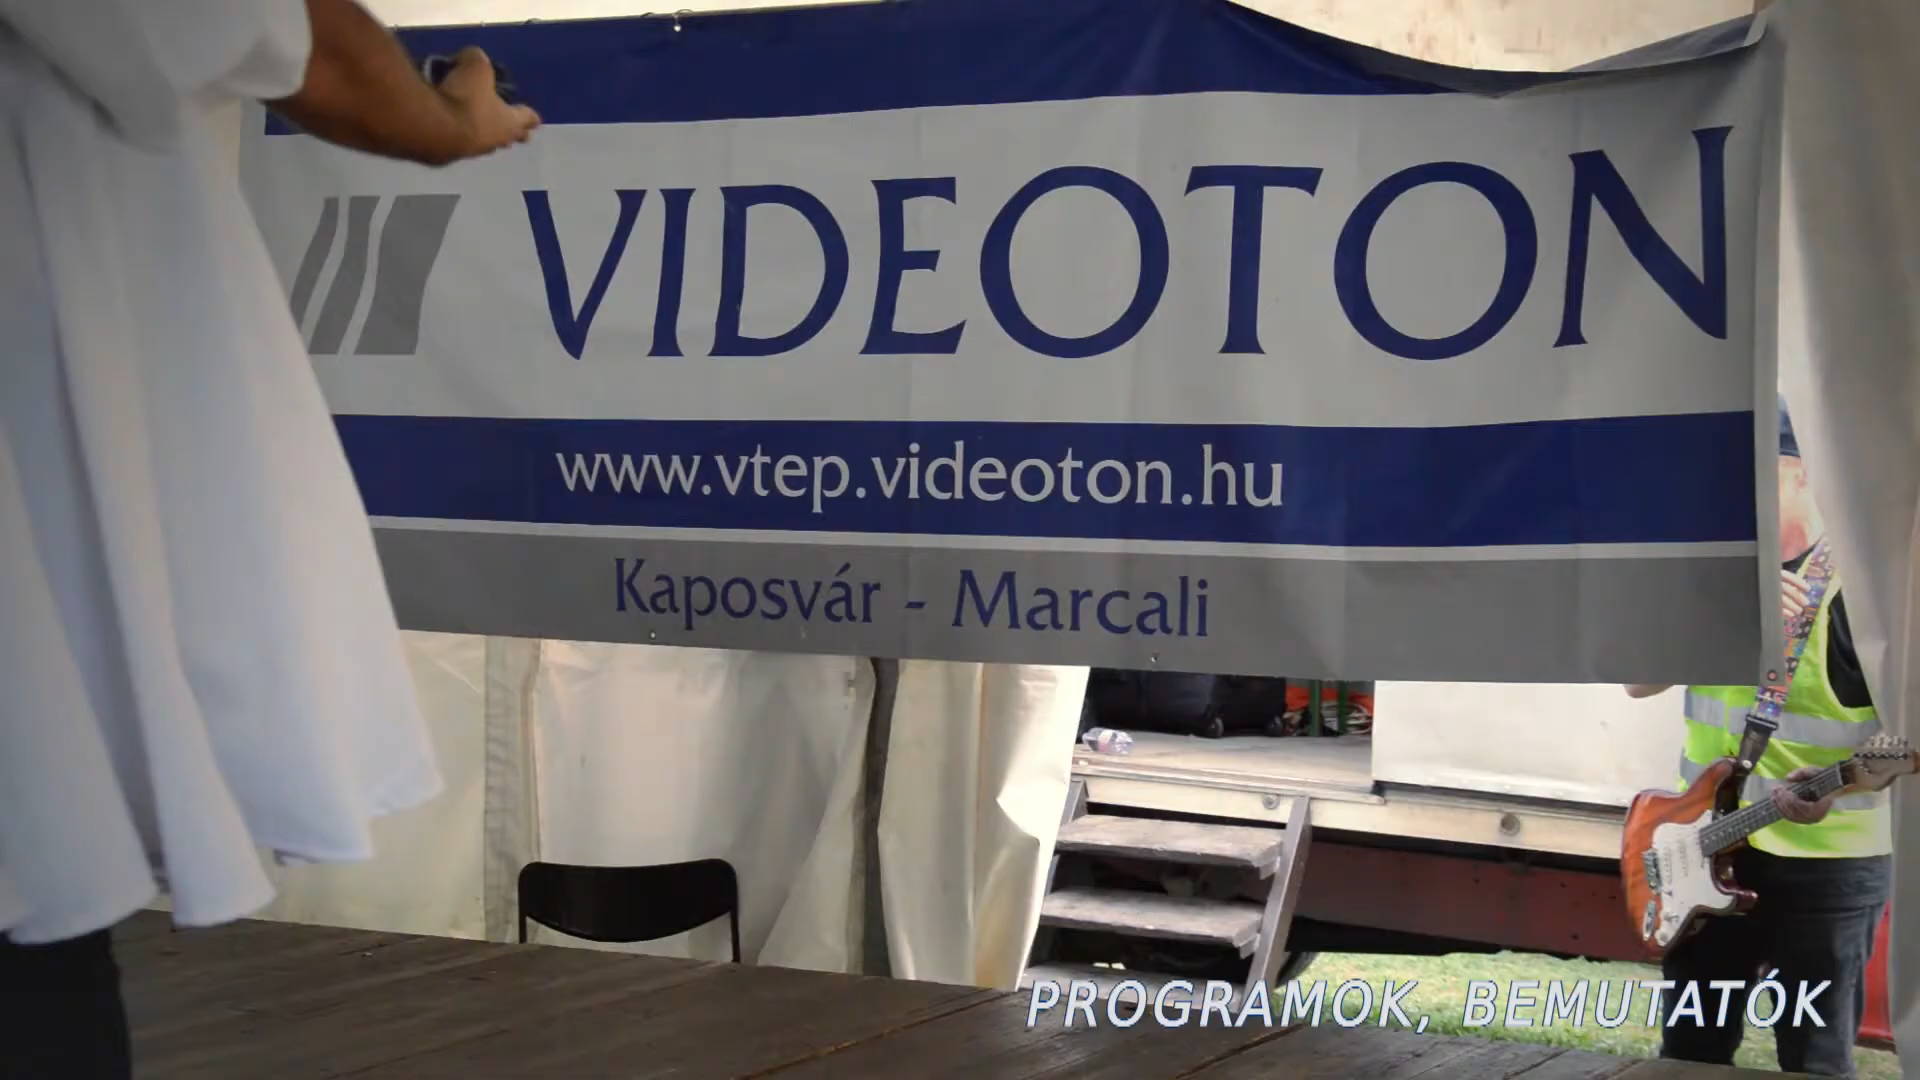 VIDEOTON
www.vtep.videoton.hu
Kaposvár - Marcali
PROGRAMOK, BEMUTATÓK